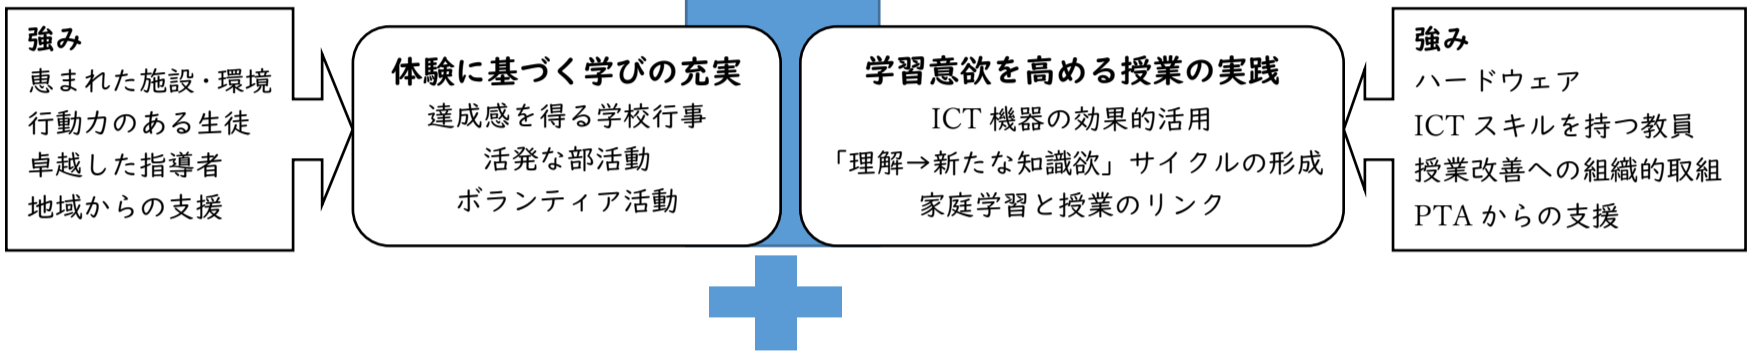 強み
恵まれた施設・環境
行動力のある生徒
卓越した指導者
地域からの支援
体験に基づく学びの充実
達成感を得る学校行事
活発な部活動
ボランティア活動
学習意欲を高める授業の実践
ICT 機器の効果的活用
「理解→新たな知識欲」サイクルの形成
家庭学習と授業のリンク
強み
ハードウェア
ICT スキルを持つ教員
授業改善への組織的取組
PTA からの支援